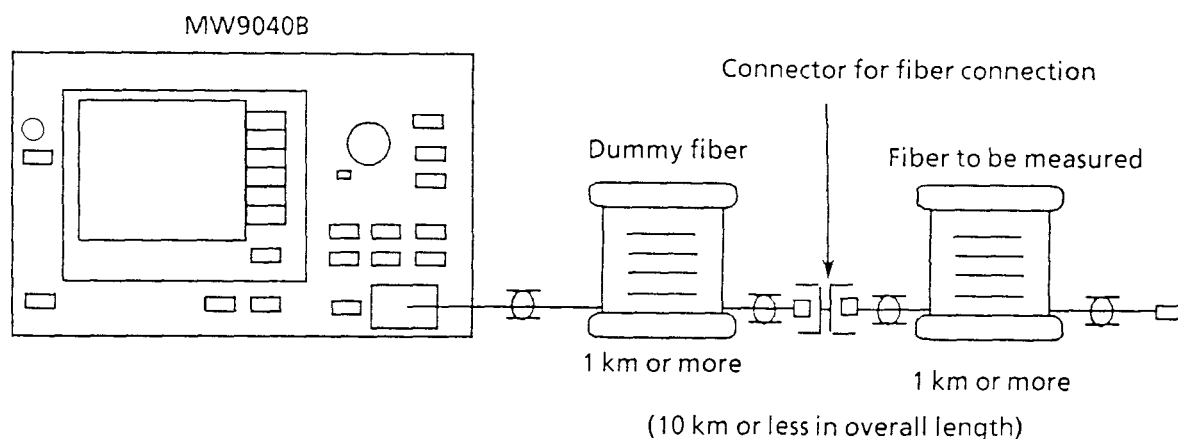 MW9040B
Connector for fiber connection
Dummy fiber
Fiber to be measured
1 km or more
1 km or more
(10 km or less in overall length)